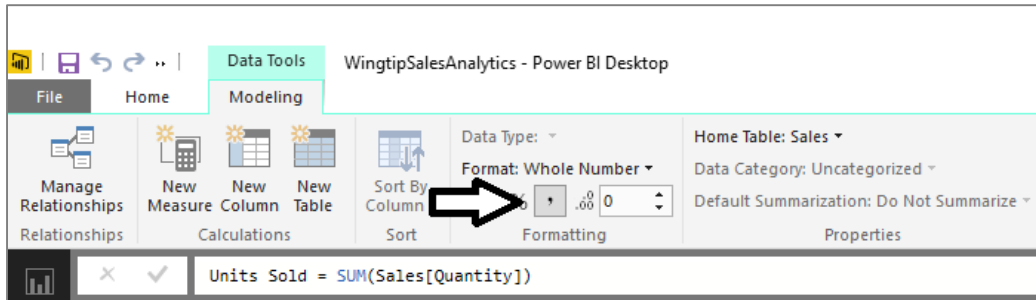 Data Tools WingtipSalesAnalytics - Power BI Desktop
File Home Modeling
Data Type: Home Table: Sales
Format: Whole Number Data Category: Uncategorized
Manage Relationships New Measure New Column New Table Sort By Column % , .00 0 Default Summarization: Do Not Summarize
Relationships Calculations Sort Formatting Properties
Units Sold = SUM(Sales[Quantity])